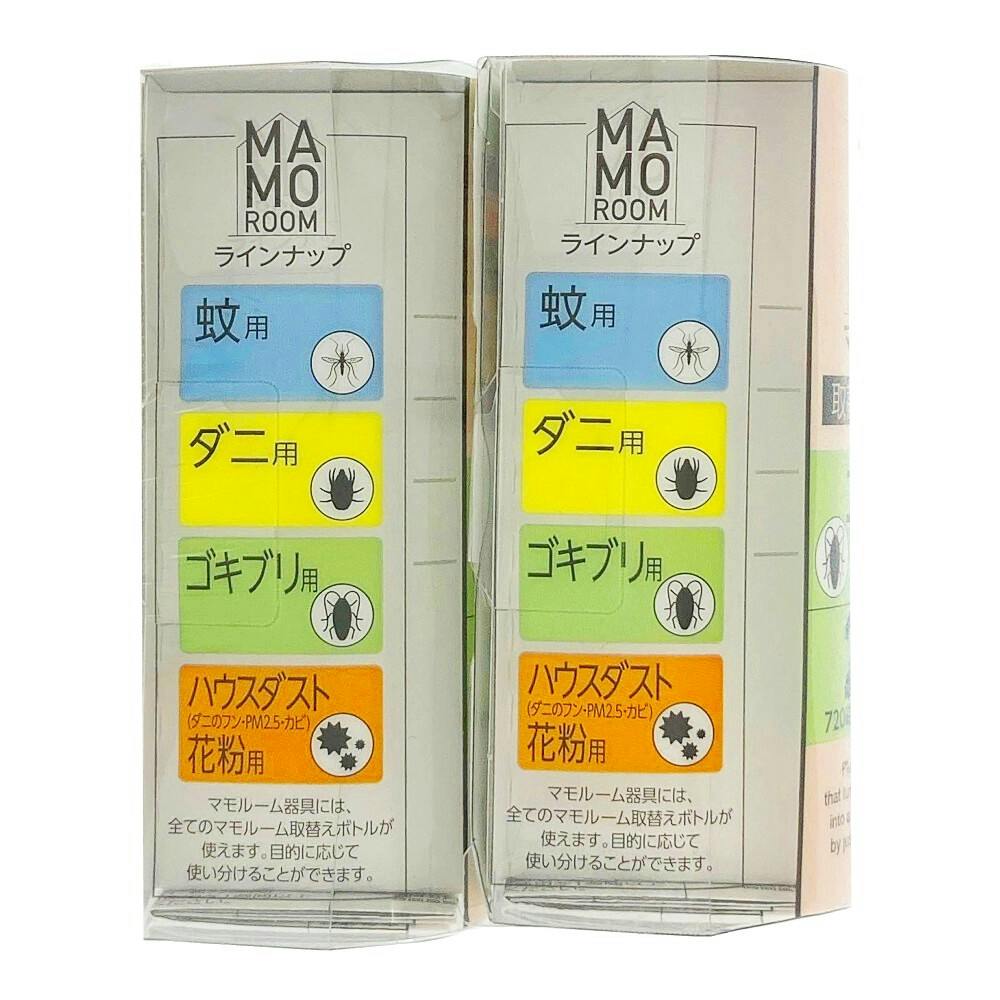 MA
MO
ROOM
ラインナップ
蚊用
ダニ用
ゴキブリ用
ハウスダスト
(ダニのフン・PM2.5・カビ)
花粉用
マモルーム器具には、
全てのマモルーム取替えボトルが
使えます。目的に応じて
使い分けることができます。
MA
MO
ROOM
ラインナップ
蚊用
ダニ用
ゴキブリ用
ハウスダスト
(ダニのフン・PM2.5・カビ)
花粉用
マモルーム器具には、
全てのマモルーム取替えボトルが
使えます。目的に応じて
使い分けることができます。
取
720
that
into
by